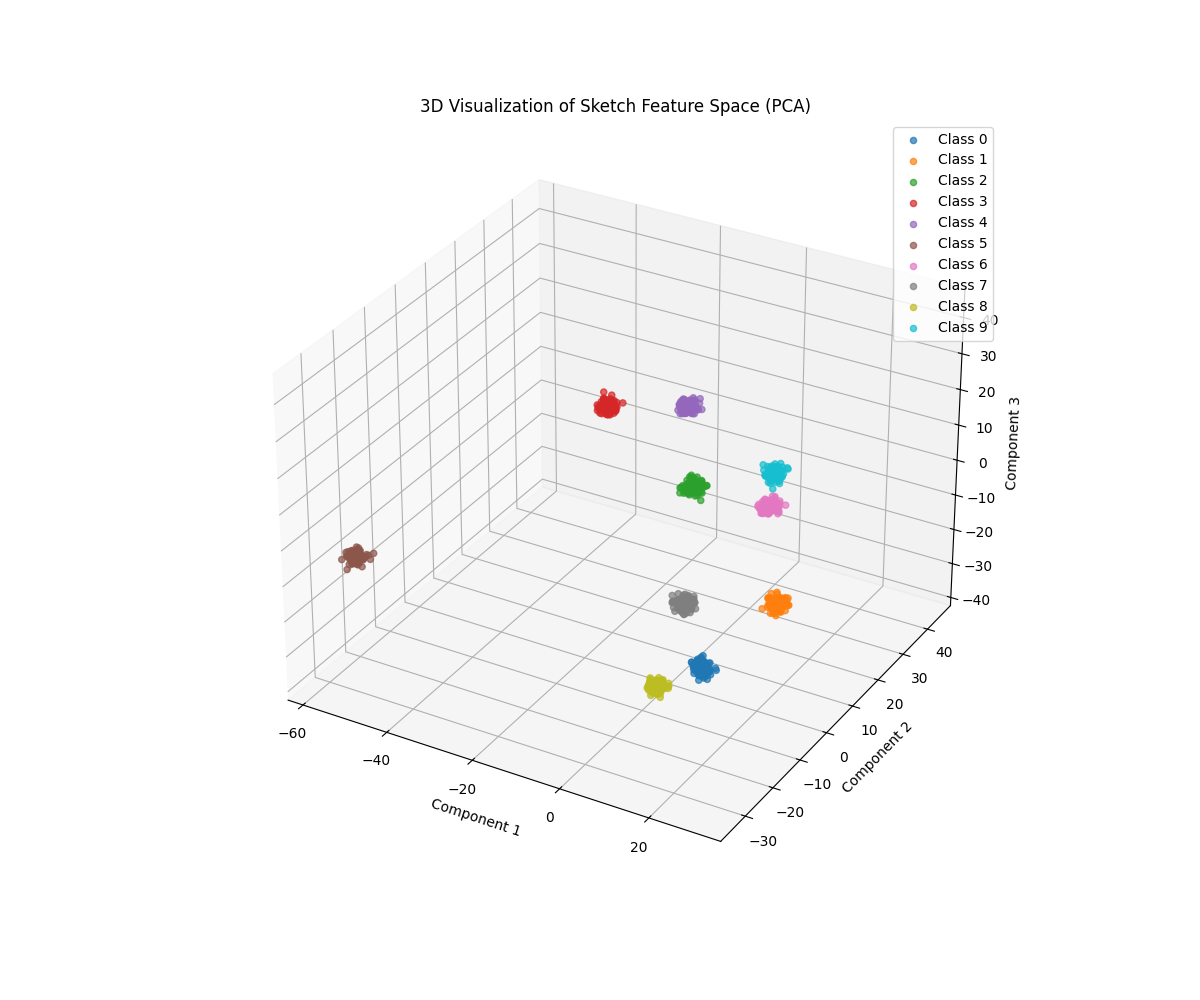 3D Visualization of Sketch Feature Space (PCA)
Class 0
Class 1
Class 2
Class 3
Class 4
Class 5
Class 6
Class 7
Class 8
Class 9
40
30
20
10
0
−10
−20
−30
−40
Component 3
40
30
20
10
0
−10
−20
−30
Component 2
−60
−40
−20
0
20
Component 1